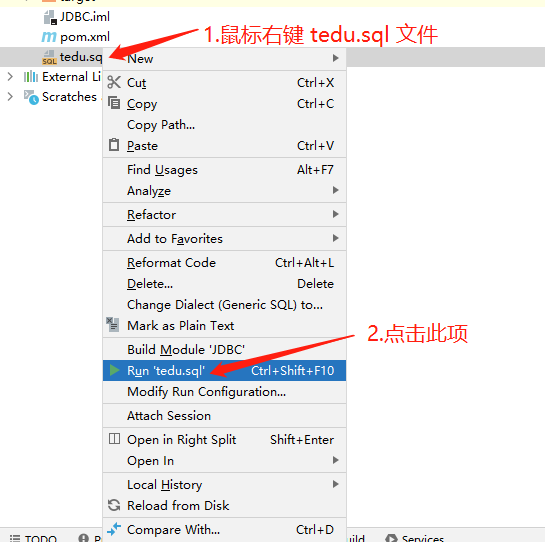 target
JDBC.iml
pom.xml
1.鼠标右键 tedu.sql 文件
SQL tedu.sq
New
External Li
Cut Ctrl+X
Scratches
Copy Ctrl+C
Copy Path...
Paste Ctrl+V
Find Usages Alt+F7
Analyze
Refactor
Add to Favorites
Reformat Code Ctrl+Alt+L
Delete... Delete
Change Dialect (Generic SQL) to...
Mark as Plain Text
2.点击此项
Build Module 'JDBC'
Run 'tedu.sql' Ctrl+Shift+F10
Modify Run Configuration...
Attach Session
Open in Right Split Shift+Enter
Open In
Local History
Reload from Disk
Compare With... Ctrl+D
TODO
Services